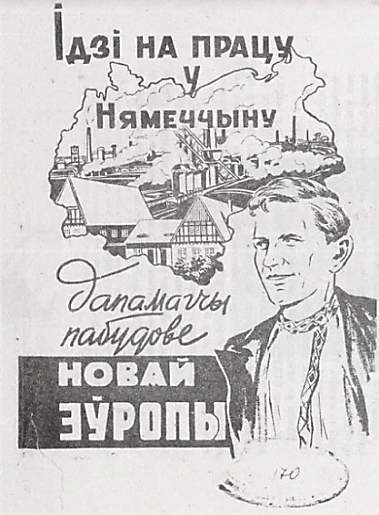 ІДЗІ НА ПРАЦУ
У
НЯМЕЧЧЫНУ
дапамагчы
пабудове
НОВАЙ
ЭЎРОПЫ
170